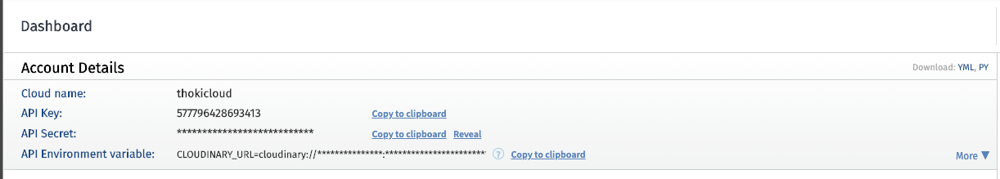 Dashboard
Account Details Download: YML, PY
Cloud name: thokicloud
API Key: 577796428693413 Copy to clipboard
API Secret: *************************** Copy to clipboard Reveal
API Environment variable: CLOUDINARY_URL=cloudinary://***************:*********************** ? Copy to clipboard More ▼